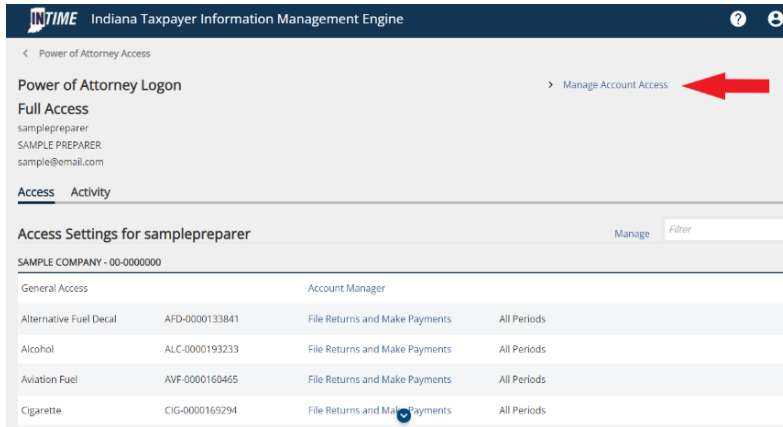 INTIME Indiana Taxpayer Information Management Engine
< Power of Attorney Access
Power of Attorney Logon
> Manage Account Access
Full Access
samplepreparer
SAMPLE PREPARER
sample@email.com
Access Activity
Access Settings for samplepreparer
Manage Filter
SAMPLE COMPANY - 00-0000000
General Access Account Manager
Alternative Fuel Decal AFD-0000133841 File Returns and Make Payments All Periods
Alcohol ALC-0000193233 File Returns and Make Payments All Periods
Aviation Fuel AVF-0000160465 File Returns and Make Payments All Periods
Cigarette CIG-0000169294 File Returns and Make Payments All Periods